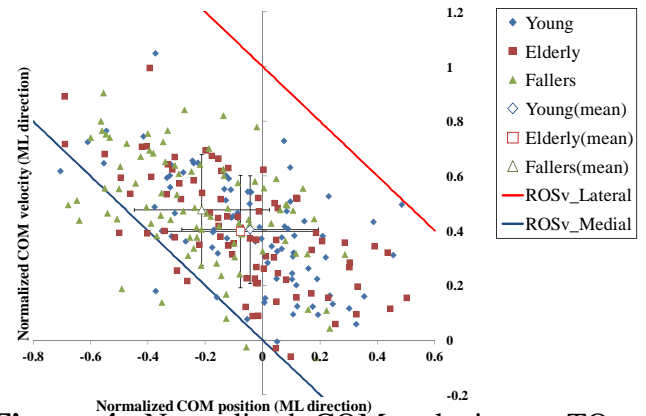 1.2
1
0.8
0.6
0.4
0.2
0
-0.2
-0.8 -0.6 -0.4 -0.2 0 0.2 0.4 0.6
Normalized COM velocity (ML direction)
Normalized COM position (ML direction)
Young
Elderly
Fallers
Young(mean)
Elderly(mean)
Fallers(mean)
ROSv_Lateral
ROSv_Medial